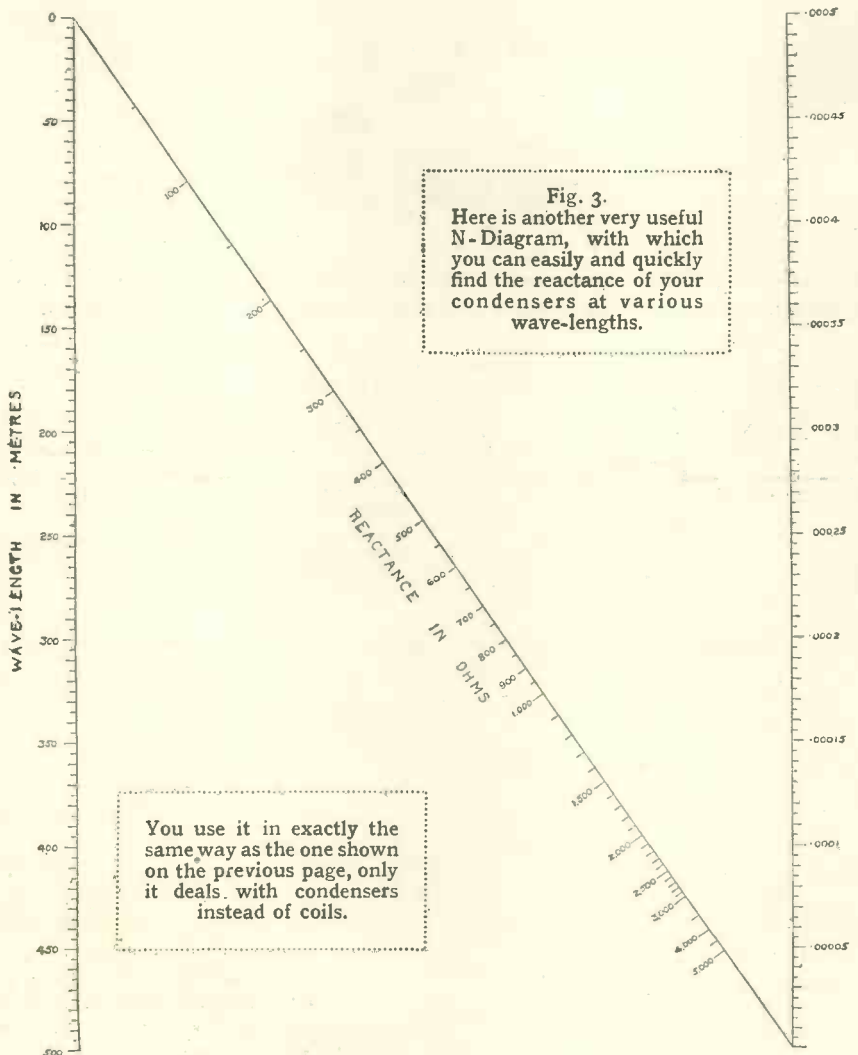 0
50
100
150
200
250
300
350
400
450
500
WAVE-LENGTH IN METRES
100
200
300
400
500
600
700
800
900
1,000
1,500
2,000
2,500
3,000
4,000
5,000
REACTANCE IN OHMS
Fig. 3.
Here is another very useful
N-Diagram, with which
you can easily and quickly
find the reactance of your
condensers at various
wave-lengths.
You use it in exactly the
same way as the one shown
on the previous page, only
it deals with condensers
instead of coils.
·0005
·00045
·0004
·00035
·0003
·00025
·0002
·00015
·0001
·00005